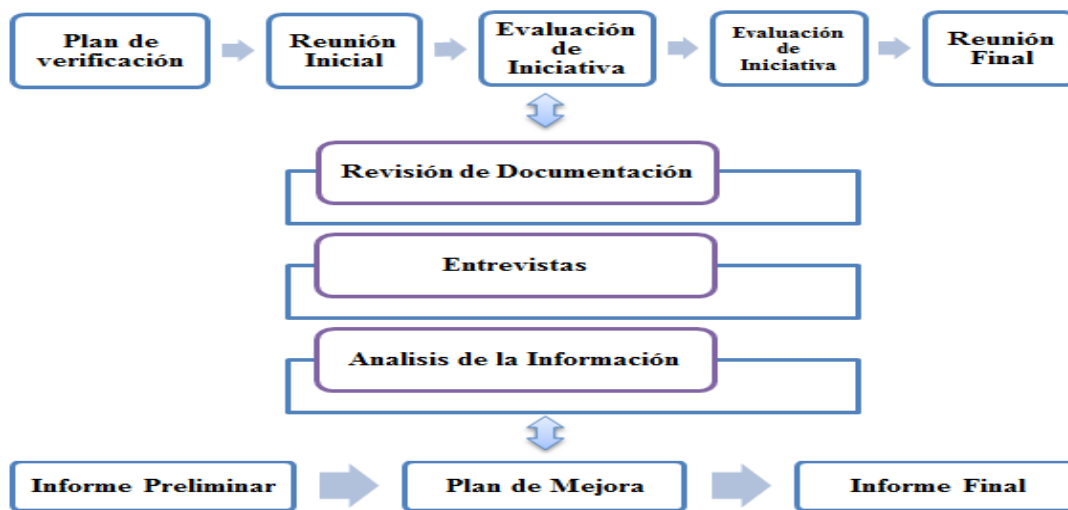 Plan de
verificación
Reunión
Inicial
Evaluación
de
Iniciativa
Evaluación
de
Iniciativa
Reunión
Final
Revisión de Documentación
Entrevistas
Analisis de la Información
Informe Preliminar
Plan de Mejora
Informe Final